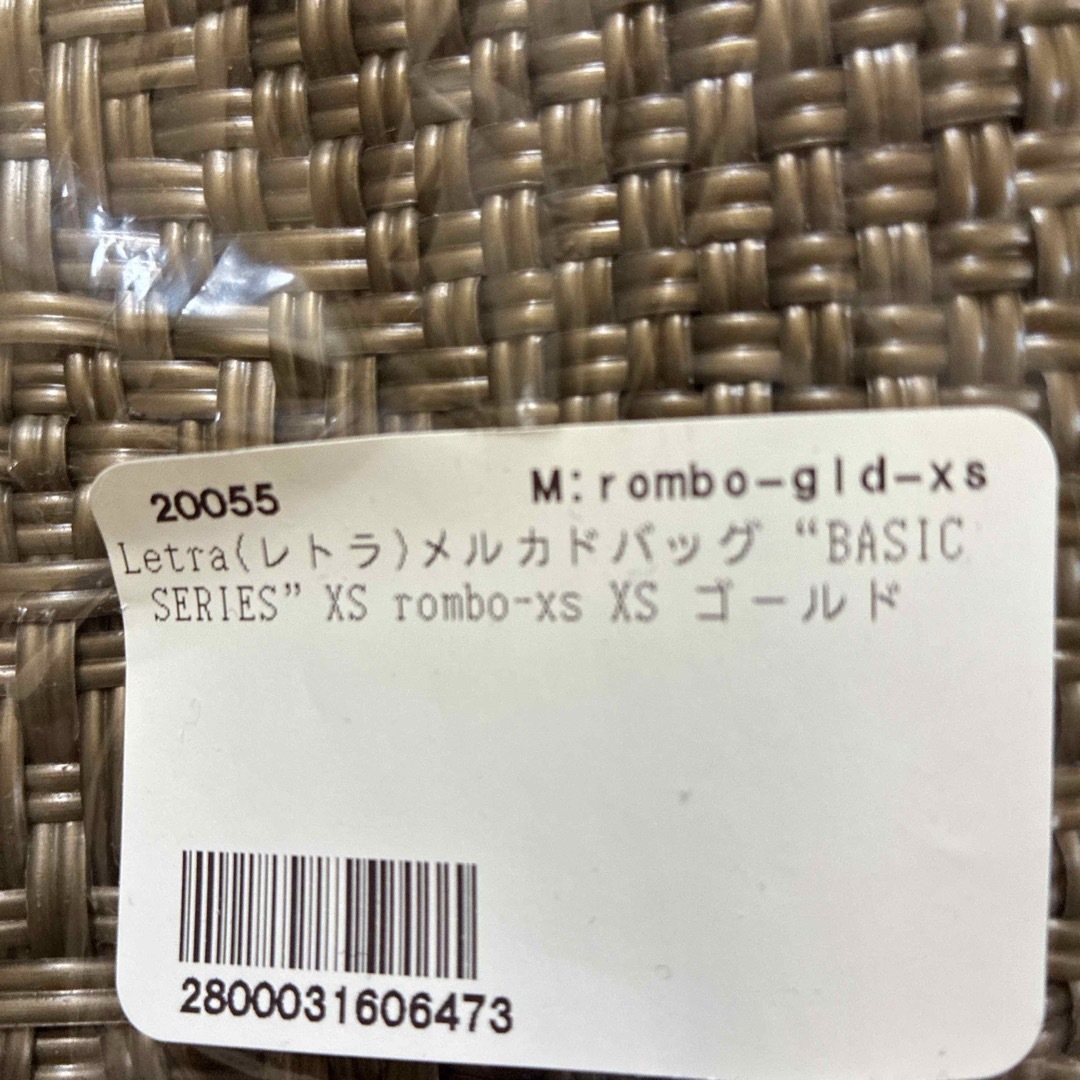 20055 M:rombo-gld-xs
Letra(レトラ)メルカドバッグ “BASIC
SERIES” XS rombo-xs XS ゴールド
2800031606473